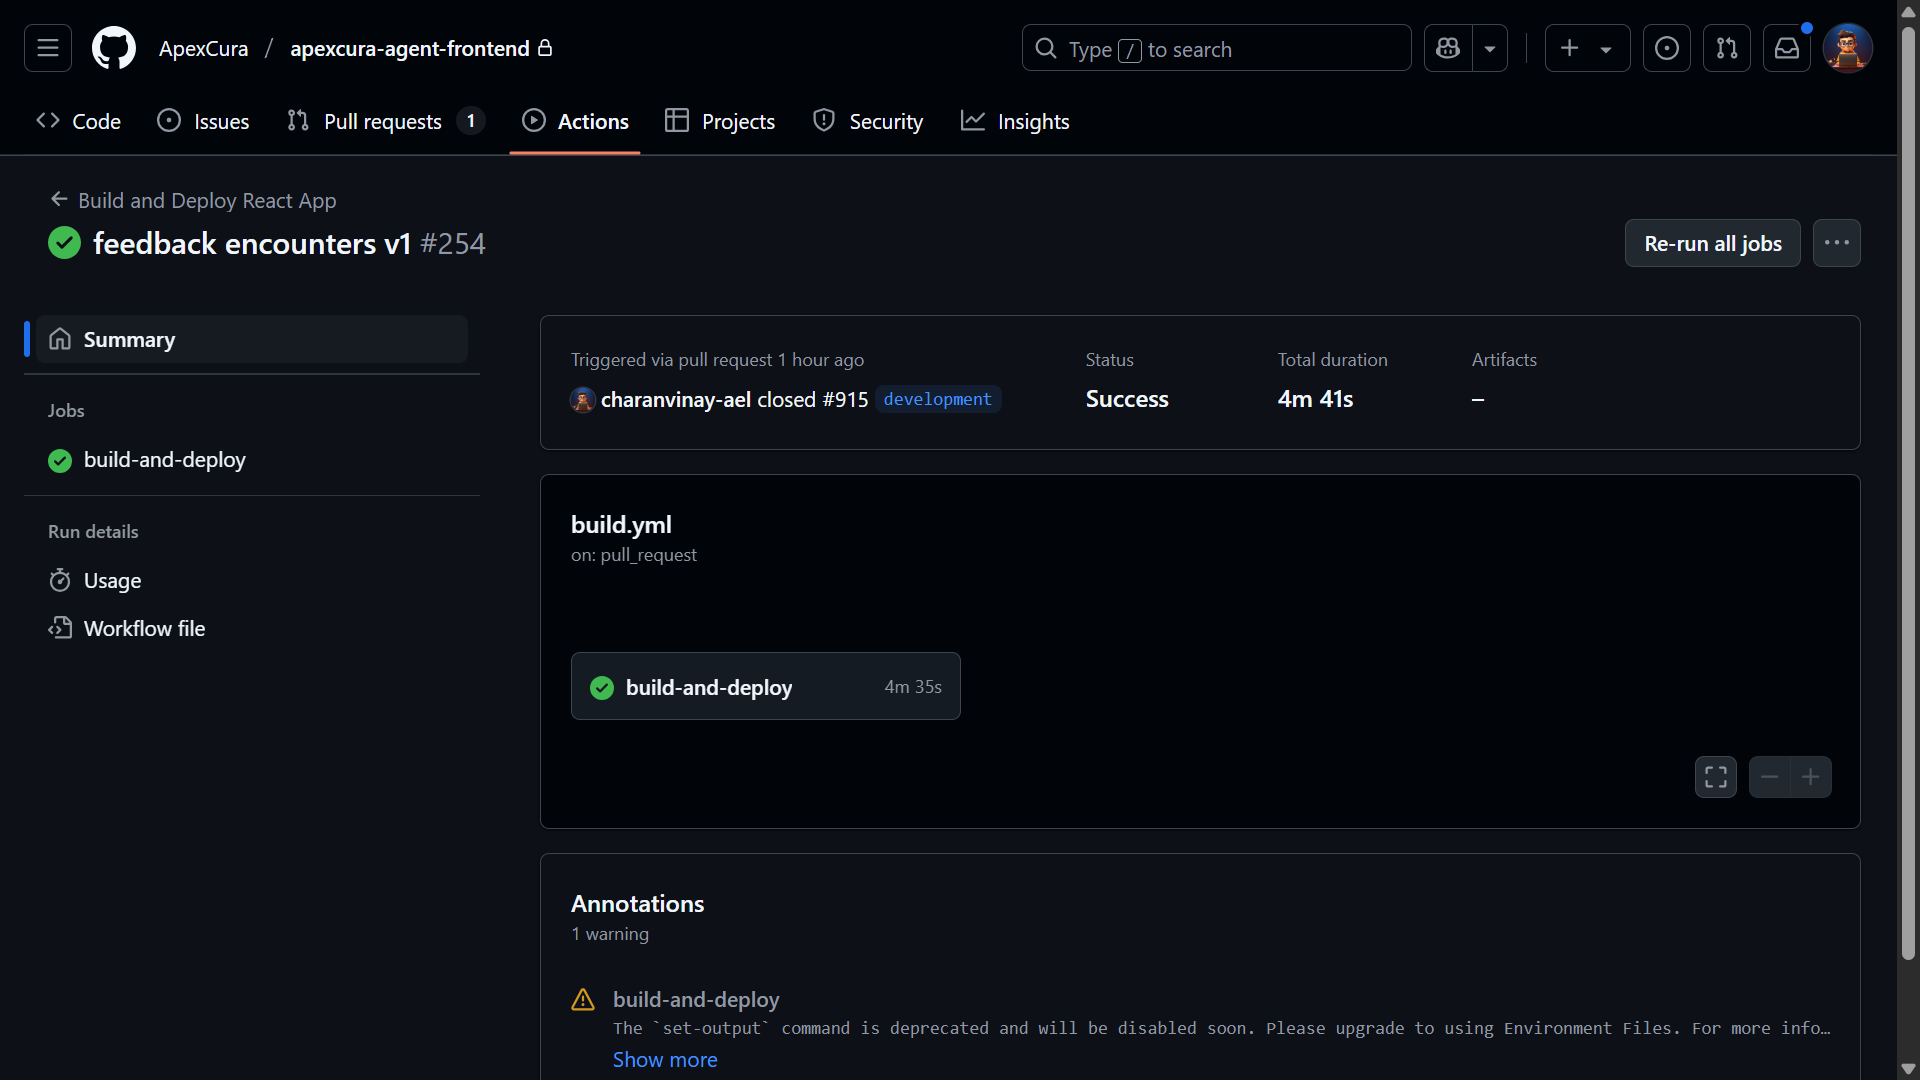 ApexCura / apexcura-agent-frontend
Type / to search
Code
Issues
Pull requests 1
Actions
Projects
Security
Insights
Build and Deploy React App
feedback encounters v1 #254
Re-run all jobs
Summary
Jobs
build-and-deploy
Run details
Usage
Workflow file
Triggered via pull request 1 hour ago
charanvinay-ael closed #915 development
Status
Success
Total duration
4m 41s
Artifacts
–
build.yml
on: pull_request
build-and-deploy 4m 35s
Annotations
1 warning
build-and-deploy
The `set-output` command is deprecated and will be disabled soon. Please upgrade to using Environment Files. For more info…
Show more